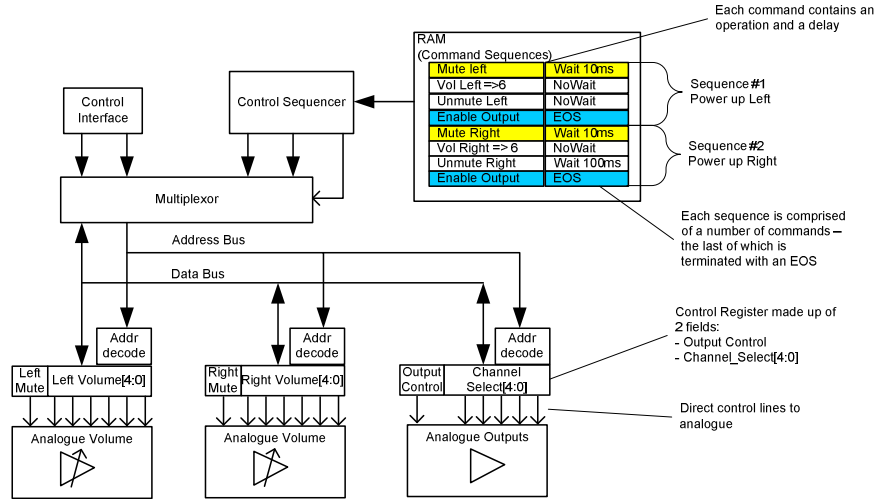 Each command contains an
operation and a delay
RAM
(Command Sequences)
Mute left Wait 10ms
Vol Left =>6 NoWait
Unmute Left NoWait
Enable Output EOS
Mute Right Wait 10ms
Vol Right => 6 NoWait
Unmute Right Wait 100ms
Enable Output EOS
Sequence #1
Power up Left
Sequence #2
Power up Right
Each sequence is comprised
of a number of commands –
the last of which is
terminated with an EOS
Control
Interface
Control Sequencer
Multiplexor
Address Bus
Data Bus
Addr
decode
Addr
decode
Addr
decode
Left
Mute
Left Volume[4:0]
Right
Mute
Right Volume[4:0]
Output
Control
Channel
Select[4:0]
Control Register made up of
2 fields:
- Output Control
- Channel_Select[4:0]
Direct control lines to
analogue
Analogue Volume
Analogue Volume
Analogue Outputs